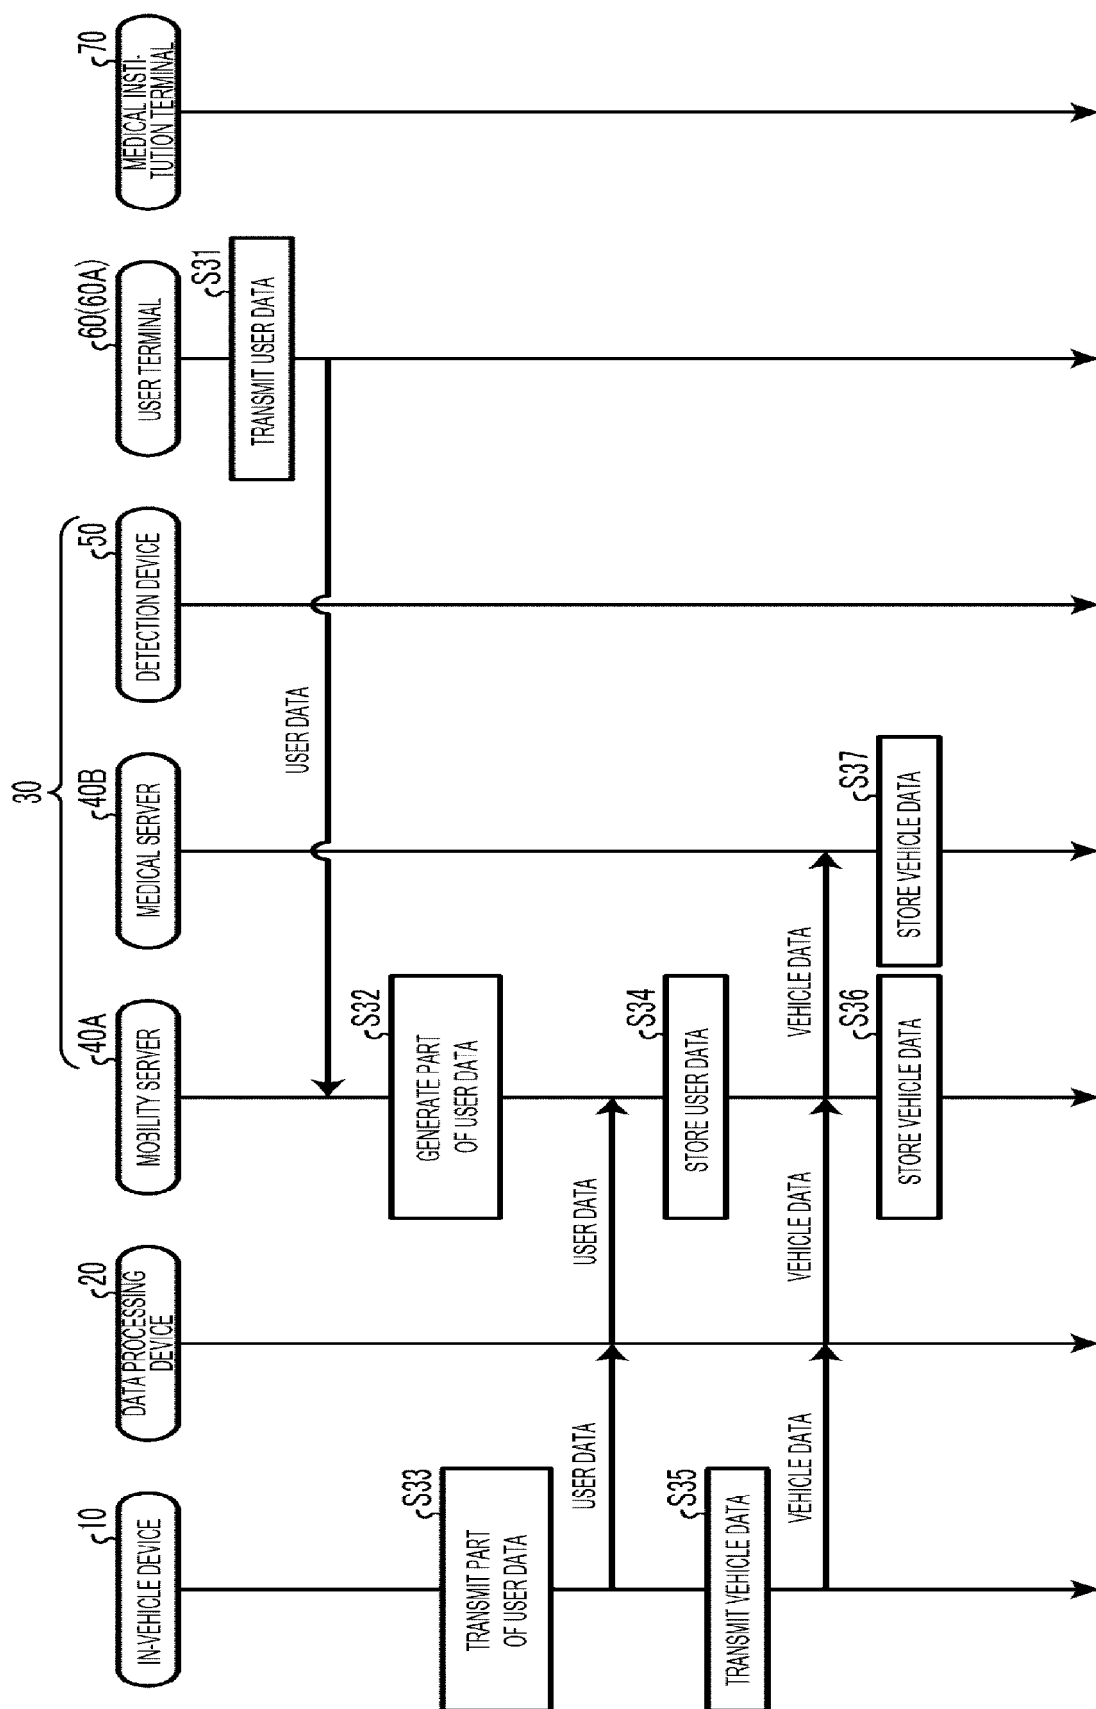 30
10
IN-VEHICLE DEVICE
20
DATA PROCESSING
DEVICE
40A
MOBILITY SERVER
40B
MEDICAL SERVER
50
DETECTION DEVICE
60(60A)
USER TERMINAL
70
MEDICAL INSTI-
TUTION TERMINAL
S31
TRANSMIT USER DATA
USER DATA
S32
GENERATE PART
OF USER DATA
S33
TRANSMIT PART
OF USER DATA
USER DATA
USER DATA
S34
STORE USER DATA
S35
TRANSMIT VEHICLE DATA
VEHICLE DATA
VEHICLE DATA
VEHICLE DATA
S36
STORE VEHICLE DATA
S37
STORE VEHICLE DATA